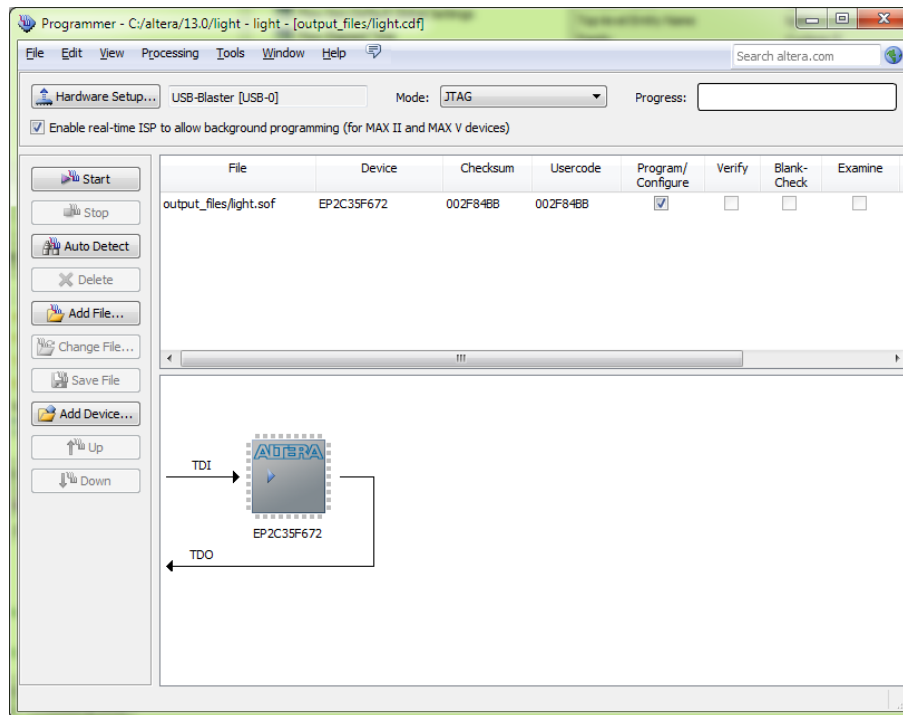 Programmer - C:/altera/13.0/light - light - [output_files/light.cdf]
File Edit View Processing Tools Window Help
Search altera.com
Hardware Setup... USB-Blaster [USB-0] Mode: JTAG Progress:
Enable real-time ISP to allow background programming (for MAX II and MAX V devices)
File Device Checksum Usercode Program/ Verify Blank- Examine
Configure Check
output_files/light.sof EP2C35F672 002F84BB 002F84BB
Start
Stop
Auto Detect
Delete
Add File...
Change File...
Save File
Add Device...
Up
Down
TDI
ALTERA
EP2C35F672
TDO